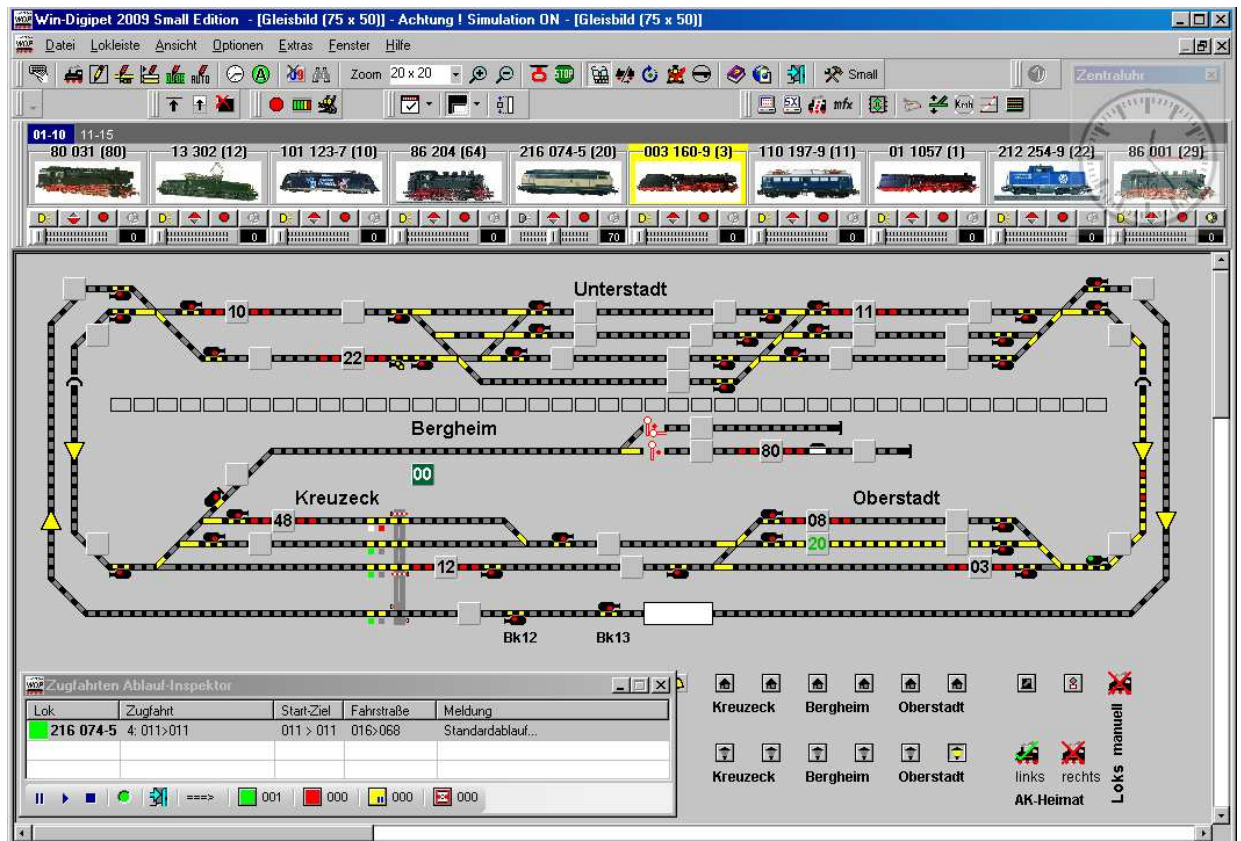 Win-Digipet 2009 Small Edition - [Gleisbild (75 x 50)] - Achtung ! Simulation ON - [Gleisbild (75 x 50)]
Datei Lokleiste Ansicht Optionen Extras Fenster Hilfe
Zoom 20 x 20 STOP Small
Zentraluhr
mfx Kmh
01-10 11-15
80 031 (80) 13 302 (12) 101 123-7 (10) 86 204 (64) 216 074-5 (20) 003 160-9 (3) 110 197-9 (11) 01 1057 (1) 212 254-9 (22) 86 001 (29)
0 0 0 0 70 0 0 0 0 0
Unterstadt
10 11
22
Bergheim
80
00
Kreuzeck Oberstadt
48 08
20
12 03
Bk12 Bk13
Zugfahrten Ablauf-Inspektor
Lok Zugfahrt Start-Ziel Fahrstraße Meldung
216 074-5 4: 011>011 011 > 011 016>068 Standardablauf...
===> 001 000 000 000
Kreuzeck Bergheim Oberstadt
Kreuzeck Bergheim Oberstadt
links rechts
AK-Heimat
Loks manuell